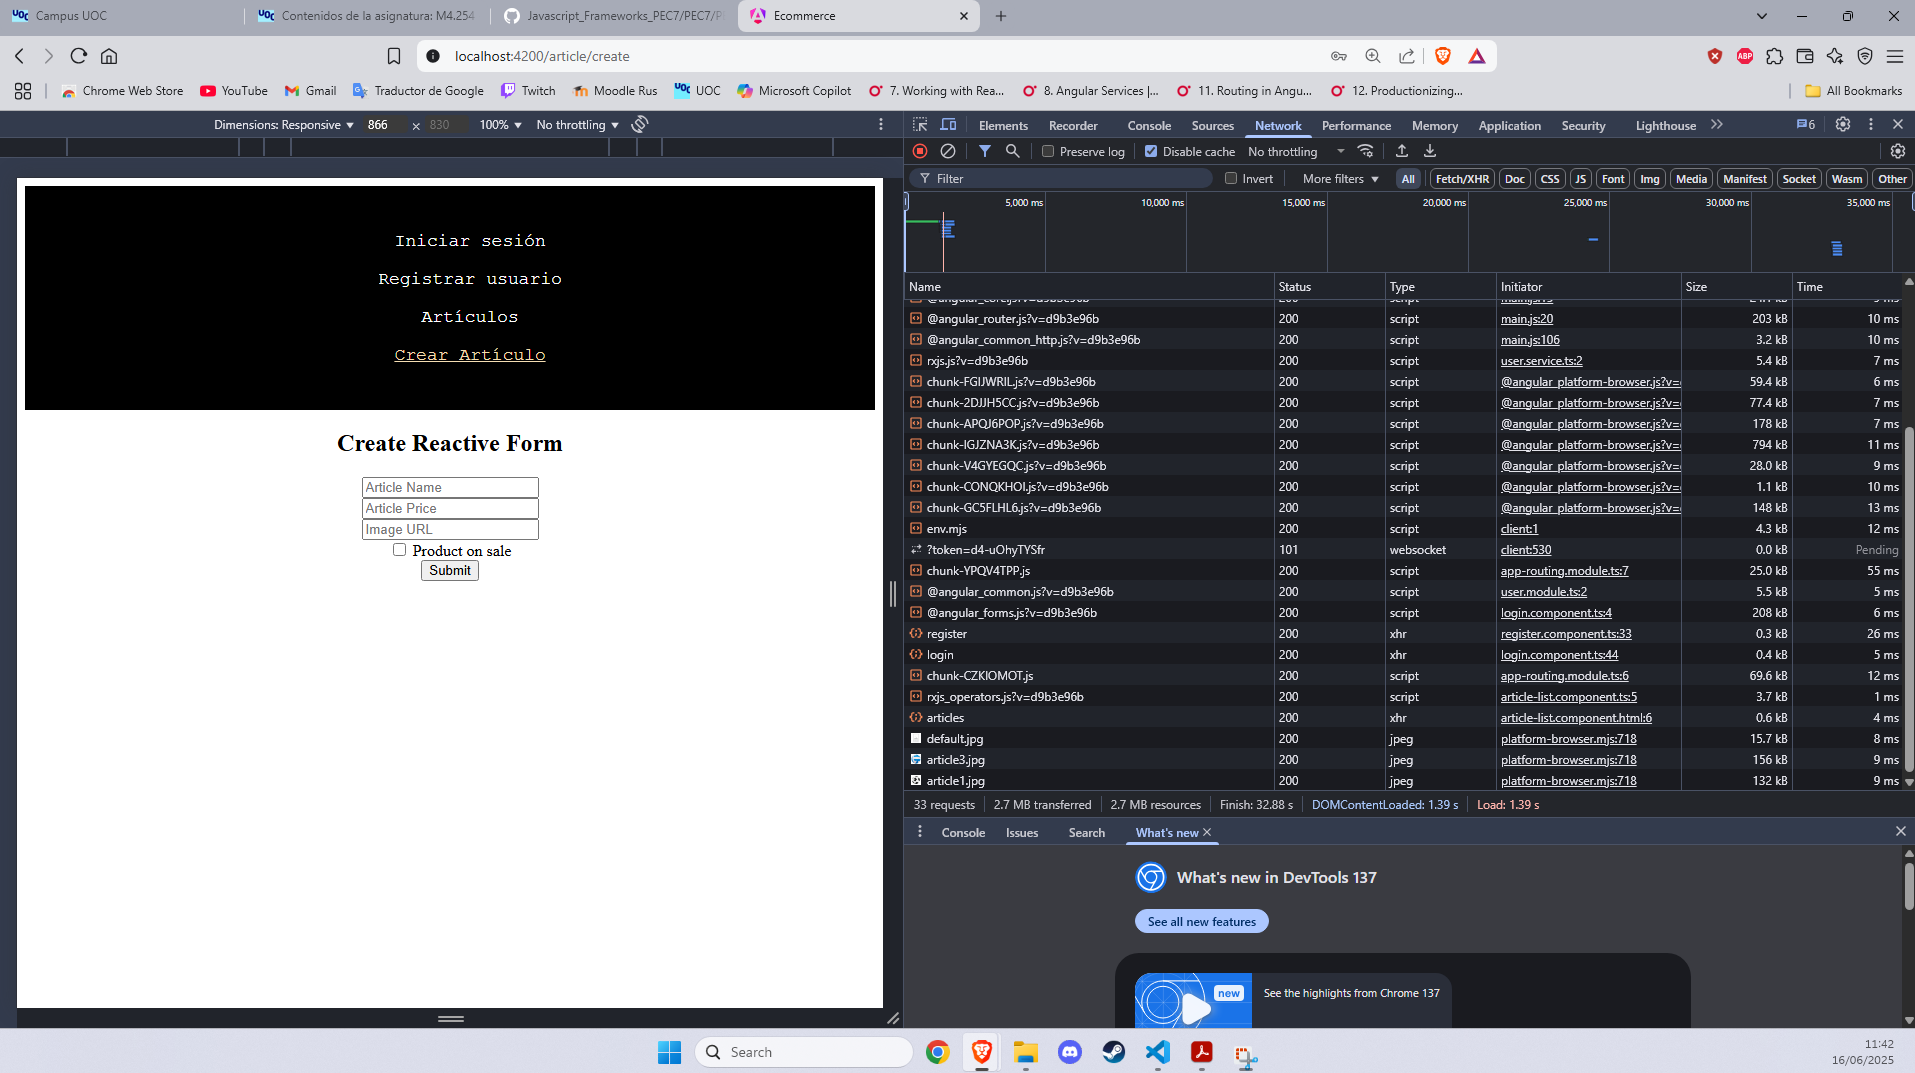 Campus UOC
Contenidos de la asignatura: M4.254
Javascript_Frameworks_PEC7/PEC7/P
Ecommerce
localhost:4200/article/create
Chrome Web Store
YouTube
Gmail
Traductor de Google
Twitch
Moodle Rus
UOC
Microsoft Copilot
7. Working with Rea...
8. Angular Services |...
11. Routing in Angu...
12. Productionizing...
All Bookmarks
Dimensions: Responsive 866 × 830 100% No throttling
Elements Recorder Console Sources Network Performance Memory Application Security Lighthouse 6
Preserve log Disable cache No throttling
Filter Invert More filters All Fetch/XHR Doc CSS JS Font Img Media Manifest Socket Wasm Other
5,000 ms 10,000 ms 15,000 ms 20,000 ms 25,000 ms 30,000 ms 35,000 ms
Iniciar sesión
Registrar usuario
Artículos
Crear Artículo
Create Reactive Form
Article Name
Article Price
Image URL
Product on sale
Submit
Name Status Type Initiator Size Time
@angular_router.js?v=d9b3e96b 200 script main.js:20 203 kB 10 ms
@angular_common_http.js?v=d9b3e96b 200 script main.js:106 3.2 kB 10 ms
rxjs.js?v=d9b3e96b 200 script user.service.ts:2 5.4 kB 7 ms
chunk-FGIJWRIL.js?v=d9b3e96b 200 script @angular_platform-browser.js?v= 59.4 kB 6 ms
chunk-2DJJH5CC.js?v=d9b3e96b 200 script @angular_platform-browser.js?v= 77.4 kB 7 ms
chunk-APQJ6POP.js?v=d9b3e96b 200 script @angular_platform-browser.js?v= 178 kB 7 ms
chunk-IGJZNA3K.js?v=d9b3e96b 200 script @angular_platform-browser.js?v= 794 kB 11 ms
chunk-V4GYEGQC.js?v=d9b3e96b 200 script @angular_platform-browser.js?v= 28.0 kB 9 ms
chunk-CONQKHOI.js?v=d9b3e96b 200 script @angular_platform-browser.js?v= 1.1 kB 10 ms
chunk-GC5FLHL6.js?v=d9b3e96b 200 script @angular_platform-browser.js?v= 148 kB 13 ms
env.mjs 200 script client:1 4.3 kB 12 ms
?token=d4-uOhyTYSfr 101 websocket client:530 0.0 kB Pending
chunk-YPQV4TPP.js 200 script app-routing.module.ts:7 25.0 kB 55 ms
@angular_common.js?v=d9b3e96b 200 script user.module.ts:2 5.5 kB 5 ms
@angular_forms.js?v=d9b3e96b 200 script login.component.ts:4 208 kB 6 ms
register 200 xhr register.component.ts:33 0.3 kB 26 ms
login 200 xhr login.component.ts:44 0.4 kB 5 ms
chunk-CZKIOMOT.js 200 script app-routing.module.ts:6 69.6 kB 12 ms
rxjs_operators.js?v=d9b3e96b 200 script article-list.component.ts:5 3.7 kB 1 ms
articles 200 xhr article-list.component.html:6 0.6 kB 4 ms
default.jpg 200 jpeg platform-browser.mjs:718 15.7 kB 8 ms
article3.jpg 200 jpeg platform-browser.mjs:718 156 kB 9 ms
article1.jpg 200 jpeg platform-browser.mjs:718 132 kB 9 ms
33 requests 2.7 MB transferred 2.7 MB resources Finish: 32.88 s DOMContentLoaded: 1.39 s Load: 1.39 s
Console Issues Search What's new
What's new in DevTools 137
See all new features
new
See the highlights from Chrome 137
Search
11:42
16/06/2025